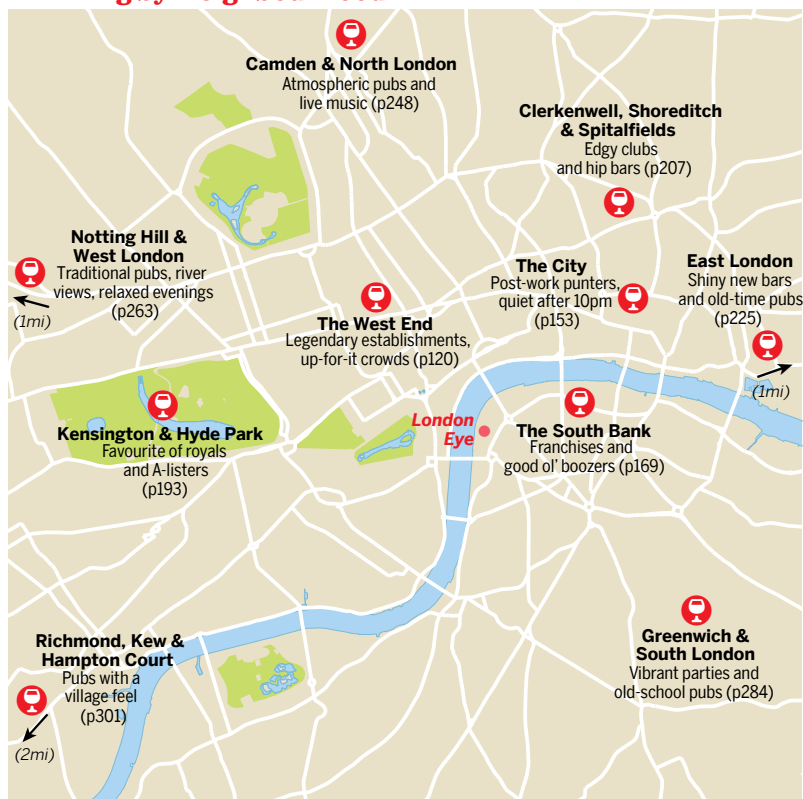 Camden & North London
Atmospheric pubs and
live music (p248)
Clerkenwell, Shoreditch
& Spitalfields
Edgy clubs
and hip bars (p207)
Notting Hill &
West London
Traditional pubs, river
views, relaxed evenings
(p263)
(1mi)
The West End
Legendary establishments,
up-for-it crowds (p120)
The City
Post-work punters,
quiet after 10pm
(p153)
East London
Shiny new bars
and old-time pubs
(p225)
(1mi)
Kensington & Hyde Park
Favourite of royals
and A-listers
(p193)
London
Eye
The South Bank
Franchises and
good ol' boozers (p169)
Richmond, Kew &
Hampton Court
Pubs with a
village feel
(p301)
(2mi)
Greenwich &
South London
Vibrant parties and
old-school pubs (p284)